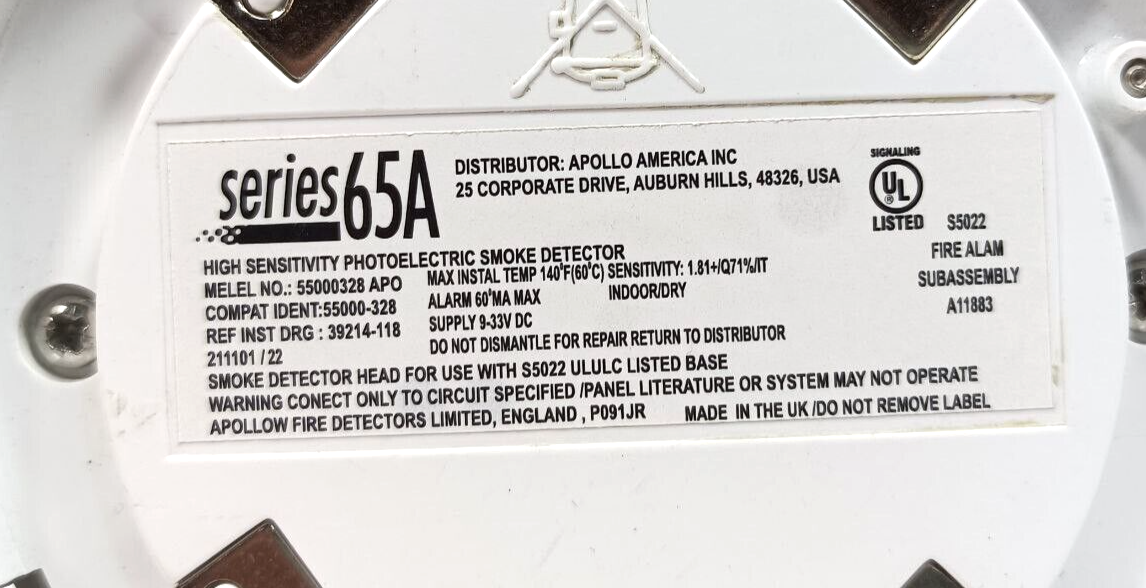 series65A
DISTRIBUTOR: APOLLO AMERICA INC
25 CORPORATE DRIVE, AUBURN HILLS, 48326, USA
SIGNALING
UL
®
LISTED S5022
FIRE ALAM
SUBASSEMBLY
A11883
HIGH SENSITIVITY PHOTOELECTRIC SMOKE DETECTOR
MELEL NO.: 55000328 APO
COMPAT IDENT:55000-328
REF INST DRG : 39214-118
211101 / 22
MAX INSTAL TEMP 140°F(60°C) SENSITIVITY: 1.81+/Q71%/IT
ALARM 60°MA MAX INDOOR/DRY
SUPPLY 9-33V DC
DO NOT DISMANTLE FOR REPAIR RETURN TO DISTRIBUTOR
SMOKE DETECTOR HEAD FOR USE WITH S5022 ULULC LISTED BASE
WARNING CONECT ONLY TO CIRCUIT SPECIFIED /PANEL LITERATURE OR SYSTEM MAY NOT OPERATE
APOLLOW FIRE DETECTORS LIMITED, ENGLAND , P091JR MADE IN THE UK /DO NOT REMOVE LABEL